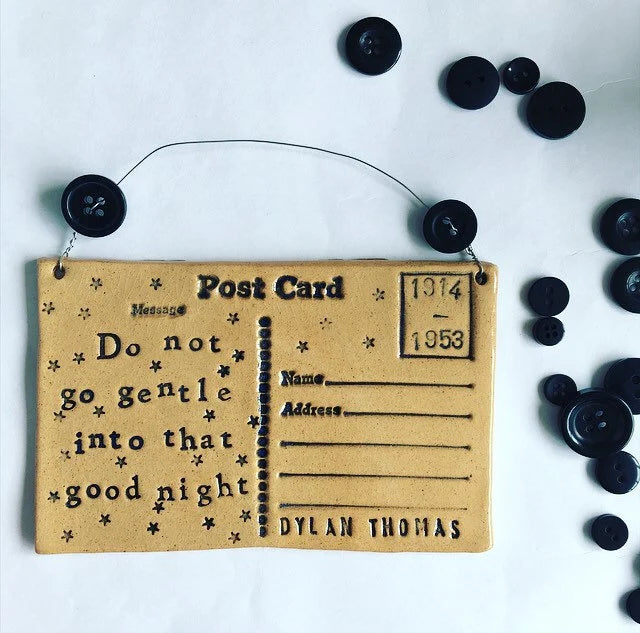 Post Card
Message
Do not
go gentle
into that
good night
1914
–
1953
Name
Address
DYLAN THOMAS